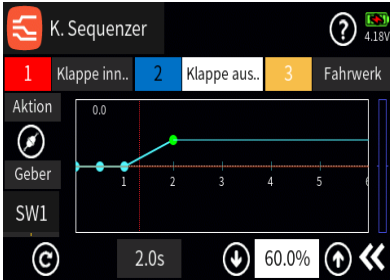 K. Sequenzer
?
4.18V
1 Klappe inn.. 2 Klappe aus.. 3 Fahrwerk
Aktion
0.0
Geber
1 2 3 4 5 6
SW1
2.0s 60.0%